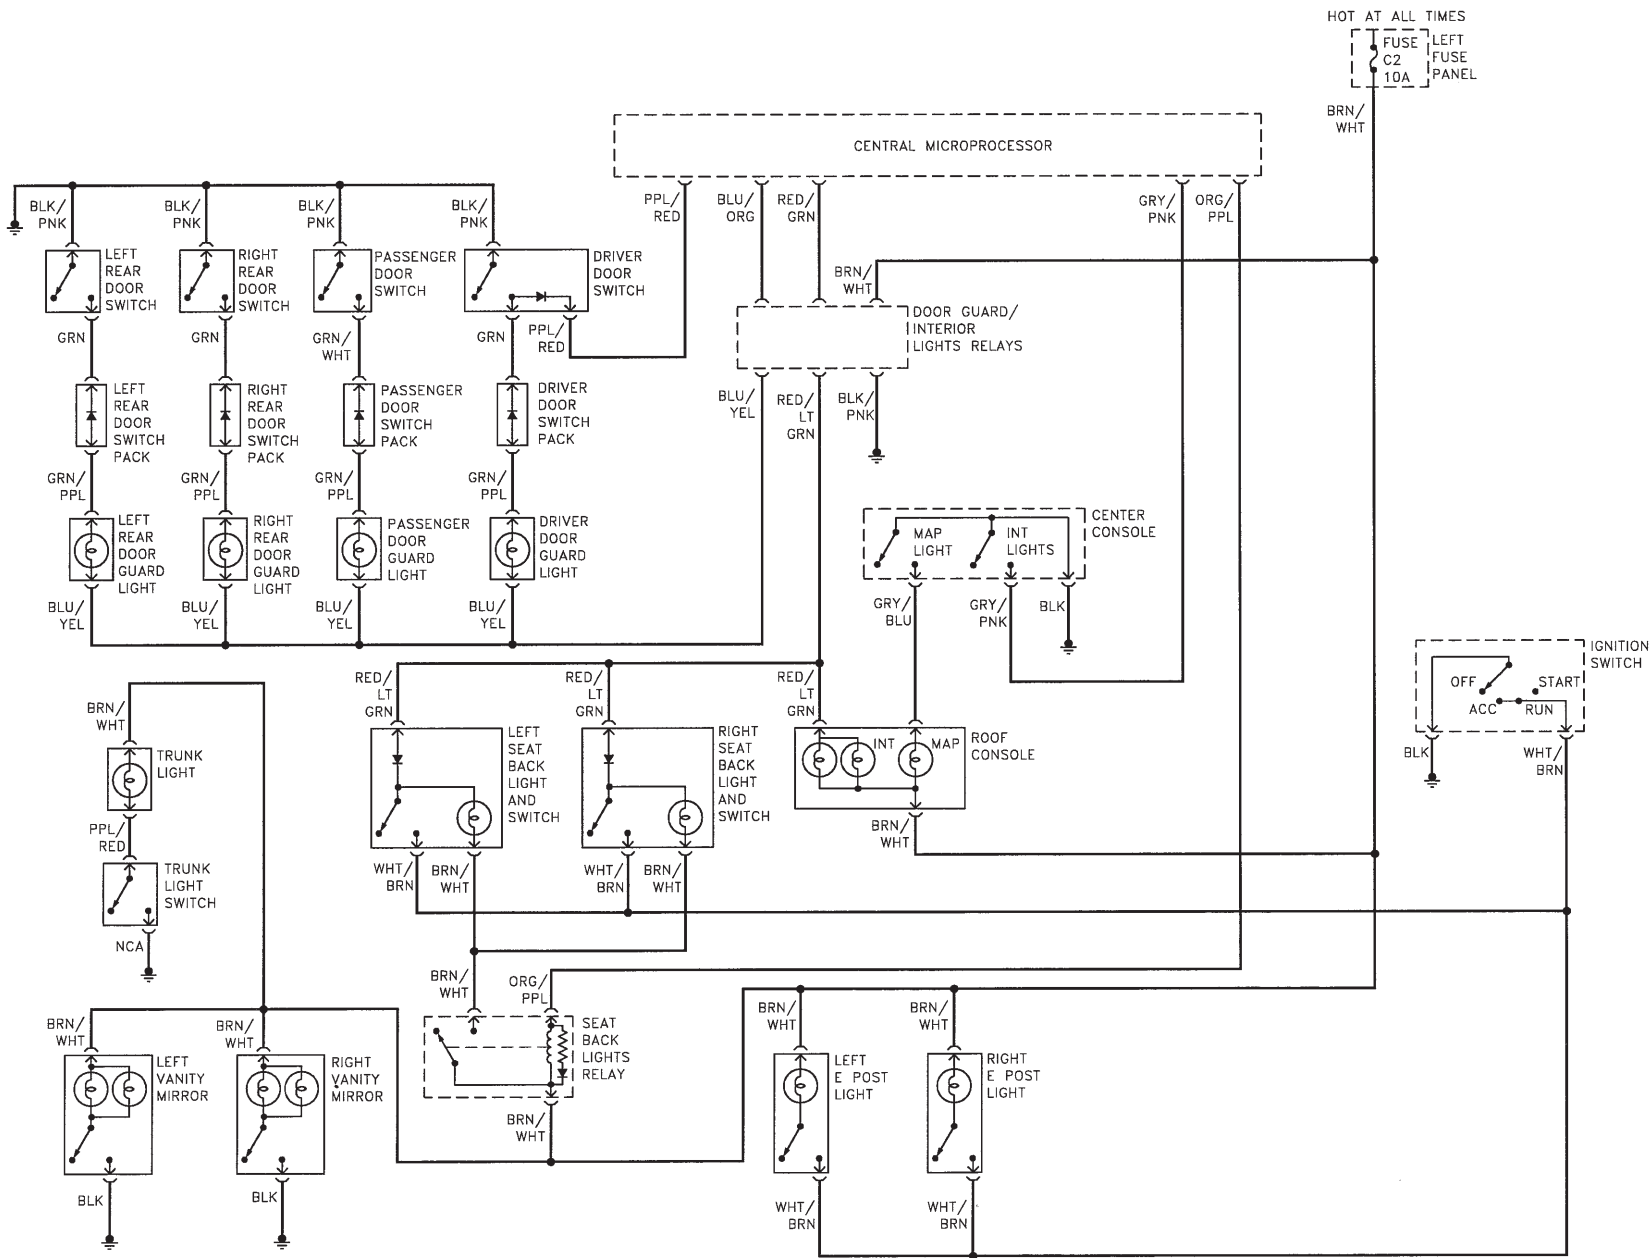 HOT AT ALL TIMES
FUSE
C2
10A
LEFT
FUSE
PANEL
BRN/
WHT
CENTRAL MICROPROCESSOR
BLK/
PNK
BLK/
PNK
BLK/
PNK
BLK/
PNK
PPL/
RED
BLU/
ORG
RED/
GRN
GRY/
PNK
ORG/
PPL
LEFT
REAR
DOOR
SWITCH
RIGHT
REAR
DOOR
SWITCH
PASSENGER
DOOR
SWITCH
DRIVER
DOOR
SWITCH
BRN/
WHT
DOOR GUARD/
INTERIOR
LIGHTS RELAYS
GRN
GRN
GRN/
WHT
GRN
PPL/
RED
LEFT
REAR
DOOR
SWITCH
PACK
RIGHT
REAR
DOOR
SWITCH
PACK
PASSENGER
DOOR
SWITCH
PACK
DRIVER
DOOR
SWITCH
PACK
BLU/
YEL
RED/
LT
GRN
BLK/
PNK
GRN/
PPL
GRN/
PPL
GRN/
PPL
GRN/
PPL
LEFT
REAR
DOOR
GUARD
LIGHT
RIGHT
REAR
DOOR
GUARD
LIGHT
PASSENGER
DOOR
GUARD
LIGHT
DRIVER
DOOR
GUARD
LIGHT
MAP
LIGHT
INT
LIGHTS
CENTER
CONSOLE
BLU/
YEL
BLU/
YEL
BLU/
YEL
BLU/
YEL
GRY/
BLU
GRY/
PNK
BLK
RED/
LT
GRN
RED/
LT
GRN
RED/
LT
GRN
IGNITION
SWITCH
OFF
START
ACC
RUN
BLK
WHT/
BRN
BRN/
WHT
TRUNK
LIGHT
LEFT
SEAT
BACK
LIGHT
AND
SWITCH
RIGHT
SEAT
BACK
LIGHT
AND
SWITCH
INT
MAP
ROOF
CONSOLE
PPL/
RED
BRN/
WHT
TRUNK
LIGHT
SWITCH
WHT/
BRN
BRN/
WHT
WHT/
BRN
BRN/
WHT
NCA
BRN/
WHT
ORG/
PPL
BRN/
WHT
BRN/
WHT
BRN/
WHT
BRN/
WHT
SEAT
BACK
LIGHTS
RELAY
LEFT
VANITY
MIRROR
RIGHT
VANITY
MIRROR
LEFT
E POST
LIGHT
RIGHT
E POST
LIGHT
BRN/
WHT
BLK
BLK
WHT/
BRN
WHT/
BRN